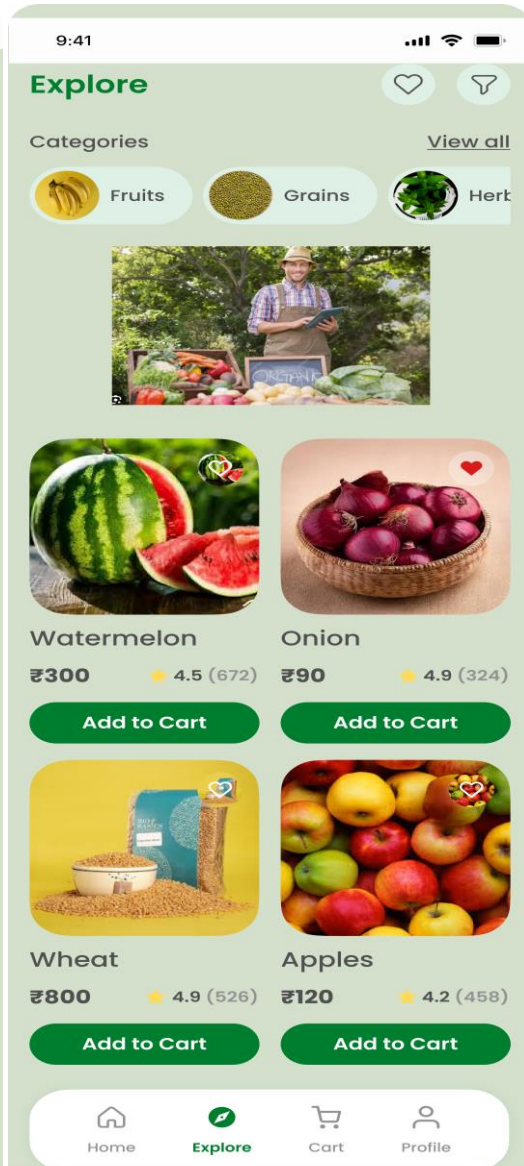 9:41
Explore
Categories
View all
Fruits
Grains
Herb
ORGANI
Watermelon
Onion
₹300
4.5 (672)
₹90
4.9 (324)
Add to Cart
Add to Cart
Wheat
Apples
₹800
4.9 (526)
₹120
4.2 (458)
Add to Cart
Add to Cart
Home
Explore
Cart
Profile